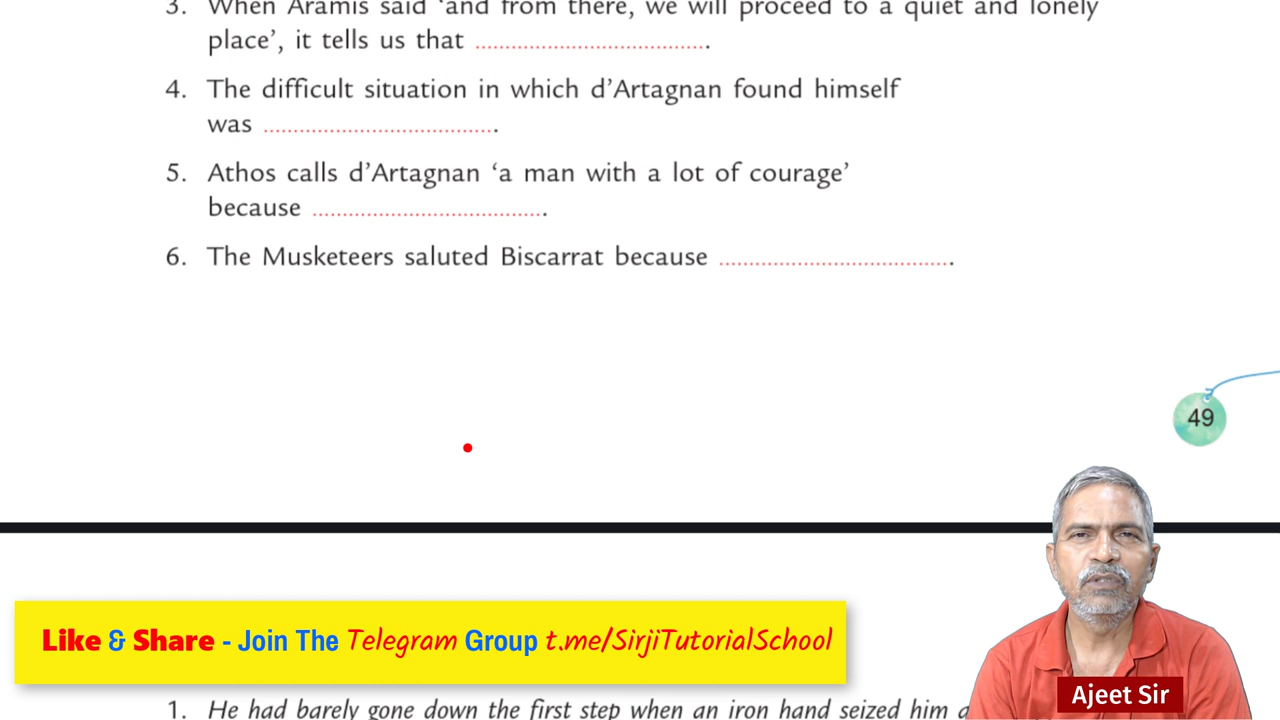 3. When Aramis said ‘and from there, we will proceed to a quiet and lonely
place’, it tells us that ........................................
4. The difficult situation in which d’Artagnan found himself
was ........................................
5. Athos calls d’Artagnan ‘a man with a lot of courage’
because ........................................
6. The Musketeers saluted Biscarrat because ........................................
49
Like & Share - Join The Telegram Group t.me/SirjiTutorialSchool
Ajeet Sir
1. He had barely gone down the first step when an iron hand seized him